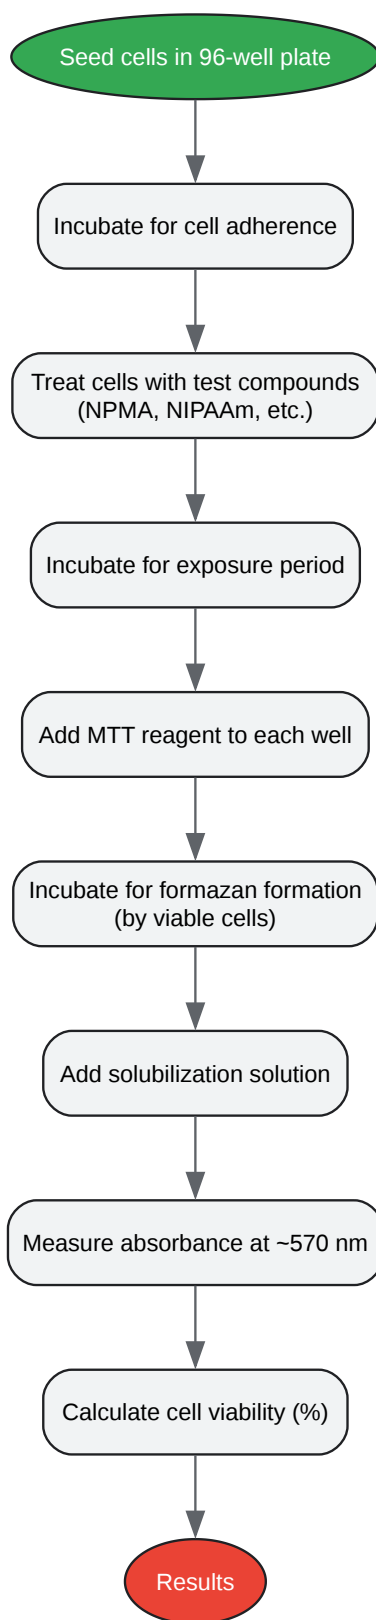 Seed cells in 96-well plate
Incubate for cell adherence
Treat cells with test compounds
(NPMA, NIPAAm, etc.)
Incubate for exposure period
Add MTT reagent to each well
Incubate for formazan formation
(by viable cells)
Add solubilization solution
Measure absorbance at ~570 nm
Calculate cell viability (%)
Results